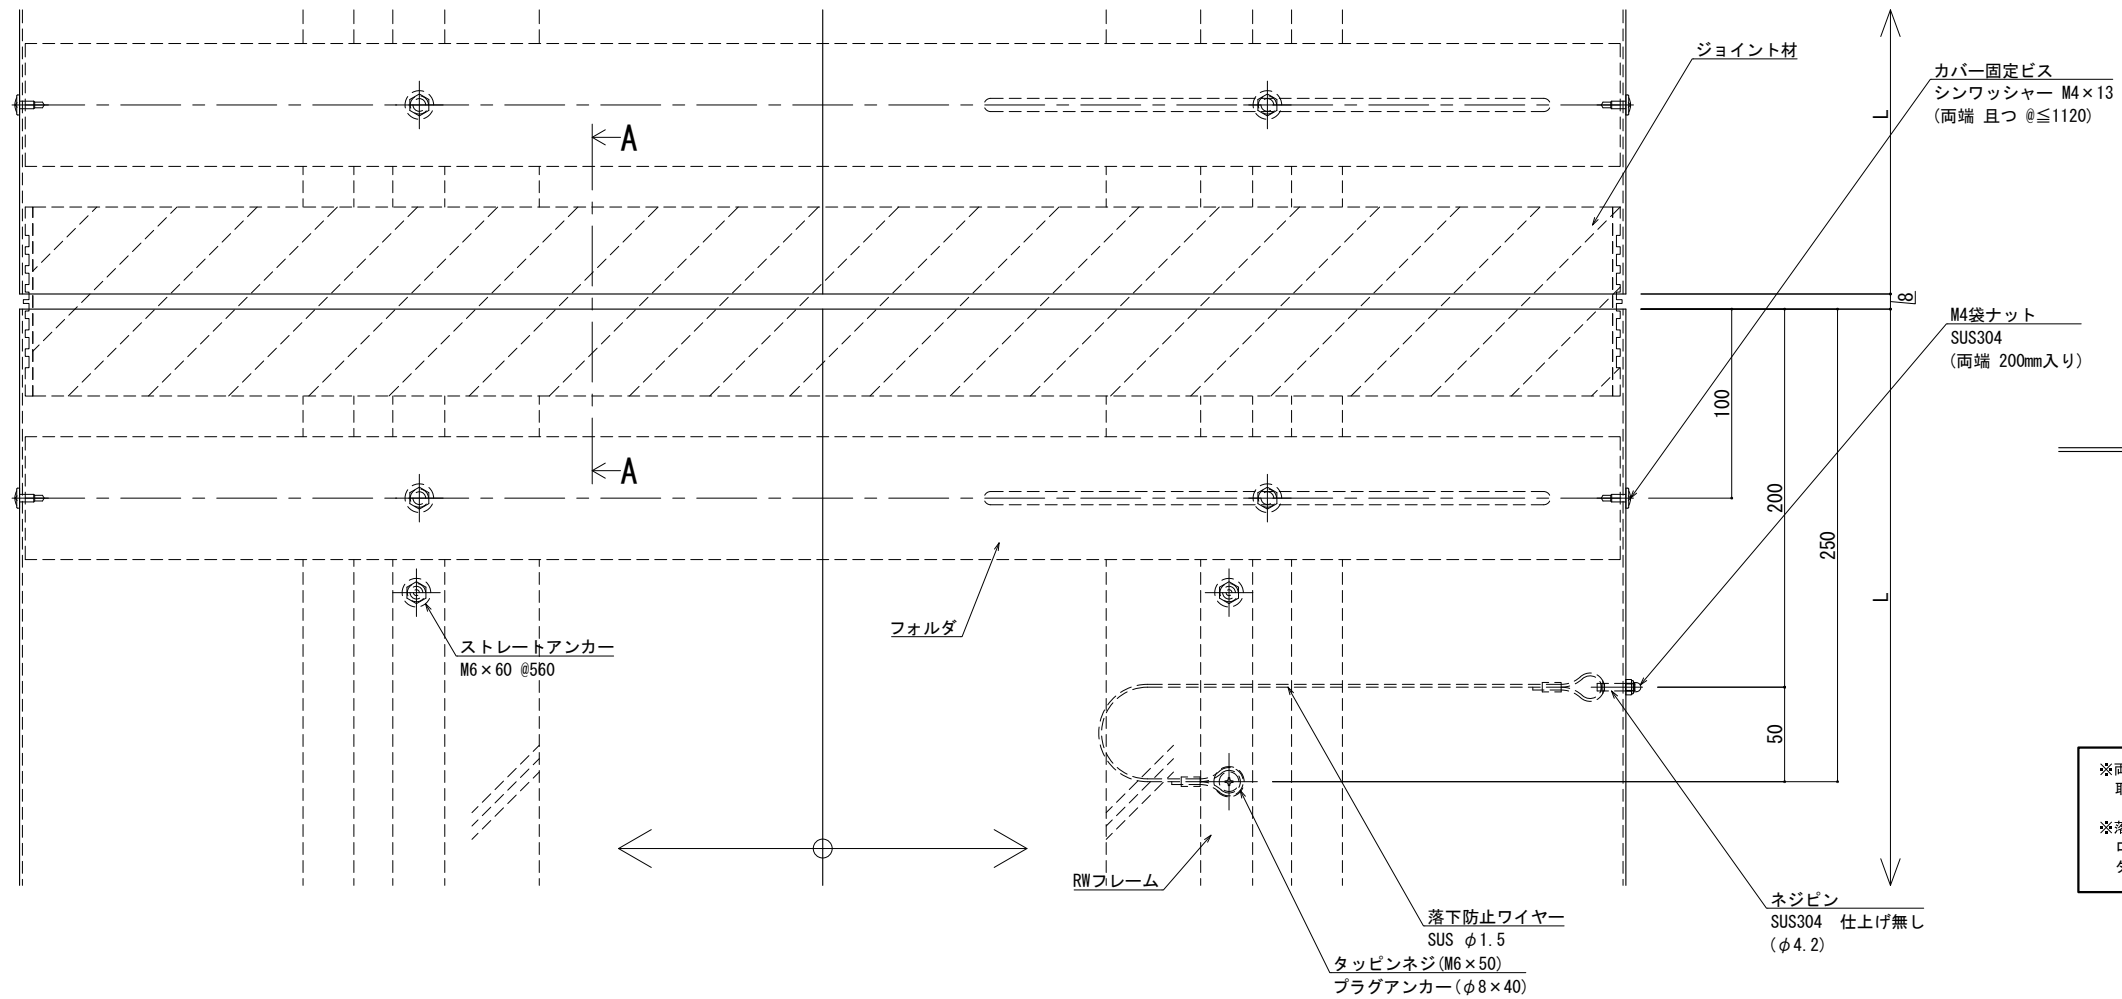 ジョイント材
カバー固定ビス
シンワッシャー M4×13
(両端 且つ @≦1120)
L
A
8
M4袋ナット
SUS304
(両端 200mm入り)
100
A
200
250
フォルダ
L
ストレートアンカー
M6×60 @560
50
RWフレーム
ネジピン
SUS304 仕上げ無し
(φ4.2)
落下防止ワイヤー
SUS φ1.5
タッピンネジ(M6×50)
プラグアンカー(φ8×40)
※両
※落